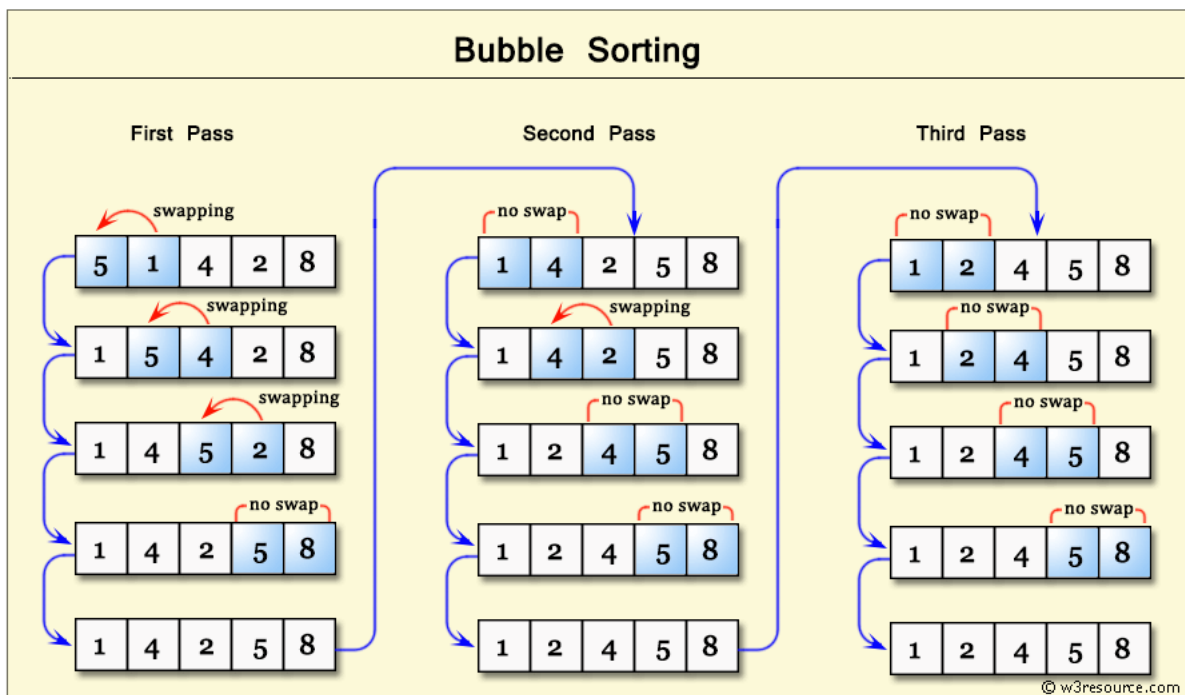 Bubble Sorting
First Pass
swapping
5 1 4 2 8
swapping
1 5 4 2 8
swapping
1 4 5 2 8
no swap
1 4 2 5 8
1 4 2 5 8
Second Pass
no swap
1 4 2 5 8
swapping
1 4 2 5 8
no swap
1 2 4 5 8
no swap
1 2 4 5 8
1 2 4 5 8
Third Pass
no swap
1 2 4 5 8
no swap
1 2 4 5 8
no swap
1 2 4 5 8
no swap
1 2 4 5 8
1 2 4 5 8
© w3resource.com